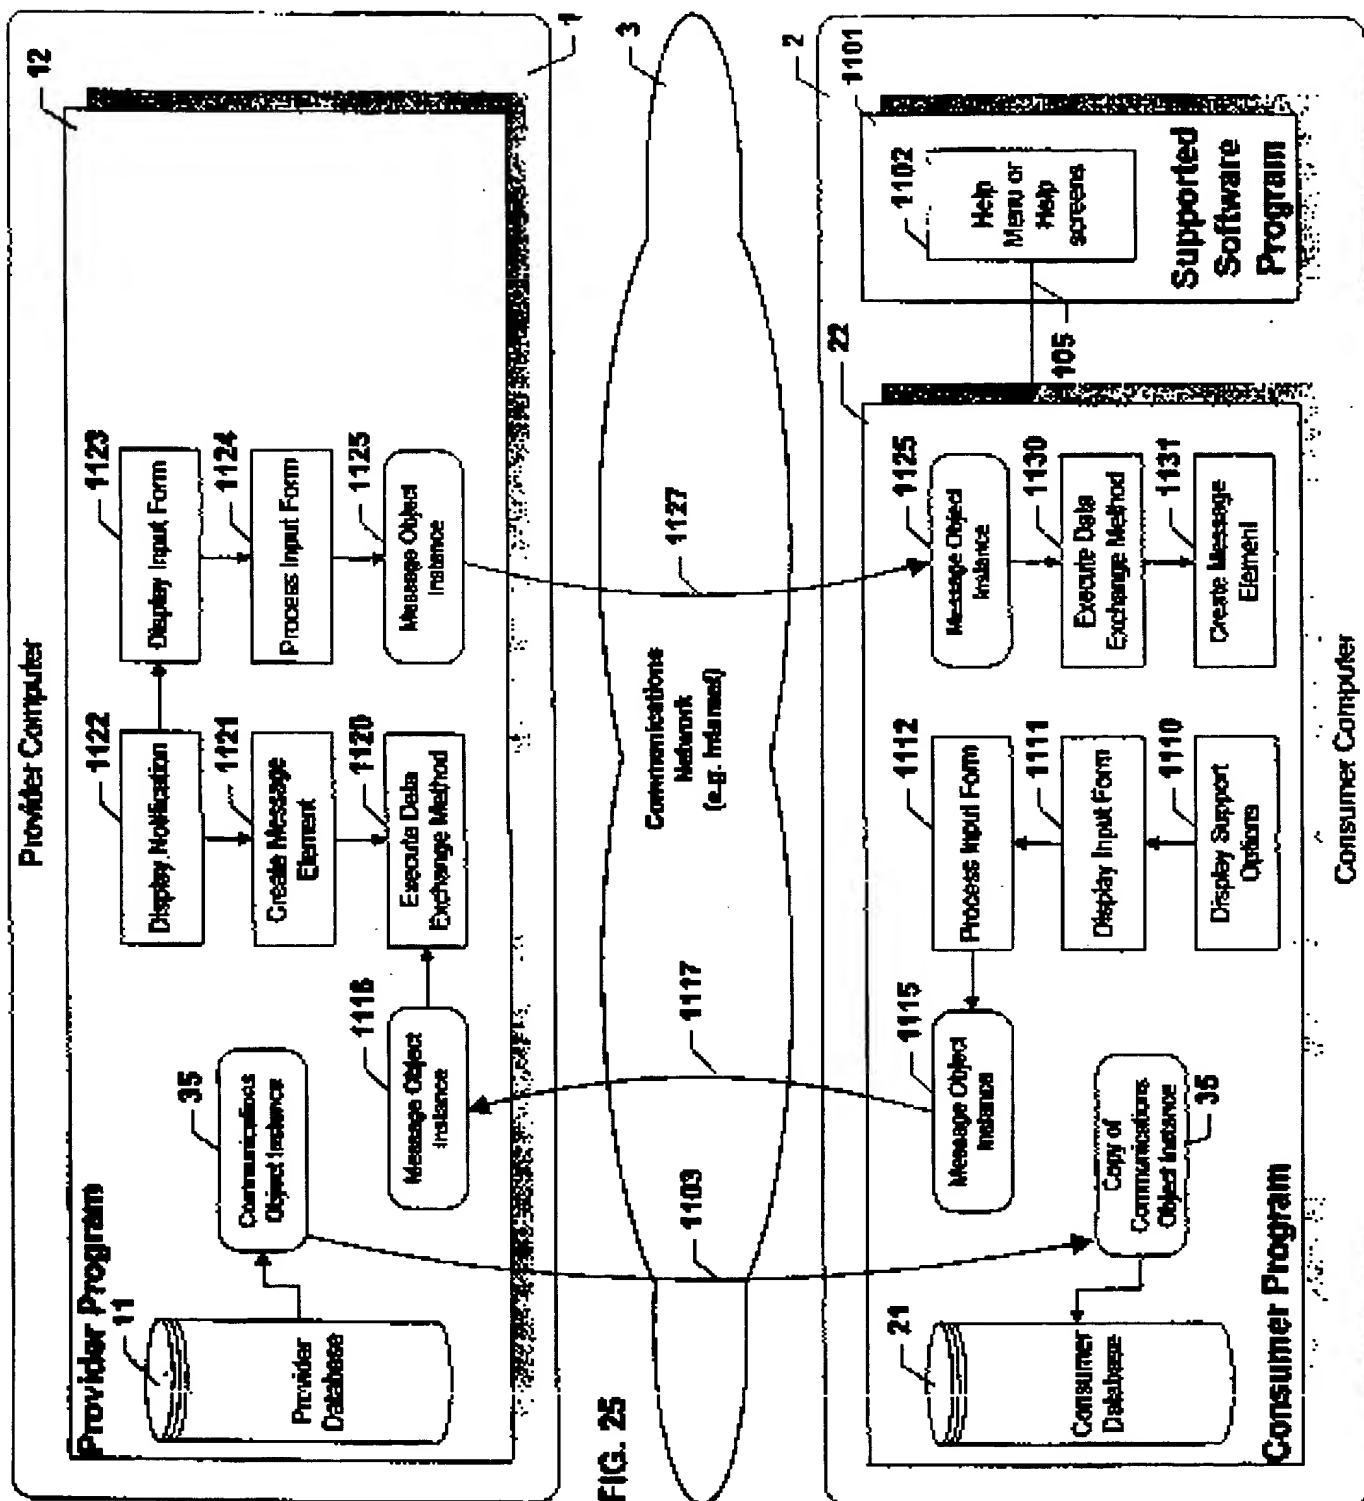 Provider Computer
12
1
Provider Program
11
Provider
Database
35
Communications
Object Instance
1118
Message Object
Instance
1122
Display Notification
1121
Create Message
Element
1120
Execute Data
Exchange Method
1123
Display Input Form
1124
Process Input Form
1125
Message Object
Instance
FIG. 25
3
Communications
Network
(e.g. Internet)
1103
1117
1127
2
Consumer Computer
22
Consumer Program
21
Consumer
Database
Copy of
Communications
Object Instance
35
1115
Message Object
Instance
1112
Process Input Form
1111
Display Input Form
1110
Display Support
Options
1125
Message Object
Instance
1130
Execute Data
Exchange Method
1131
Create Message
Element
105
1101
1102
Help
Menu or
Help
screens
Supported
Software
Program